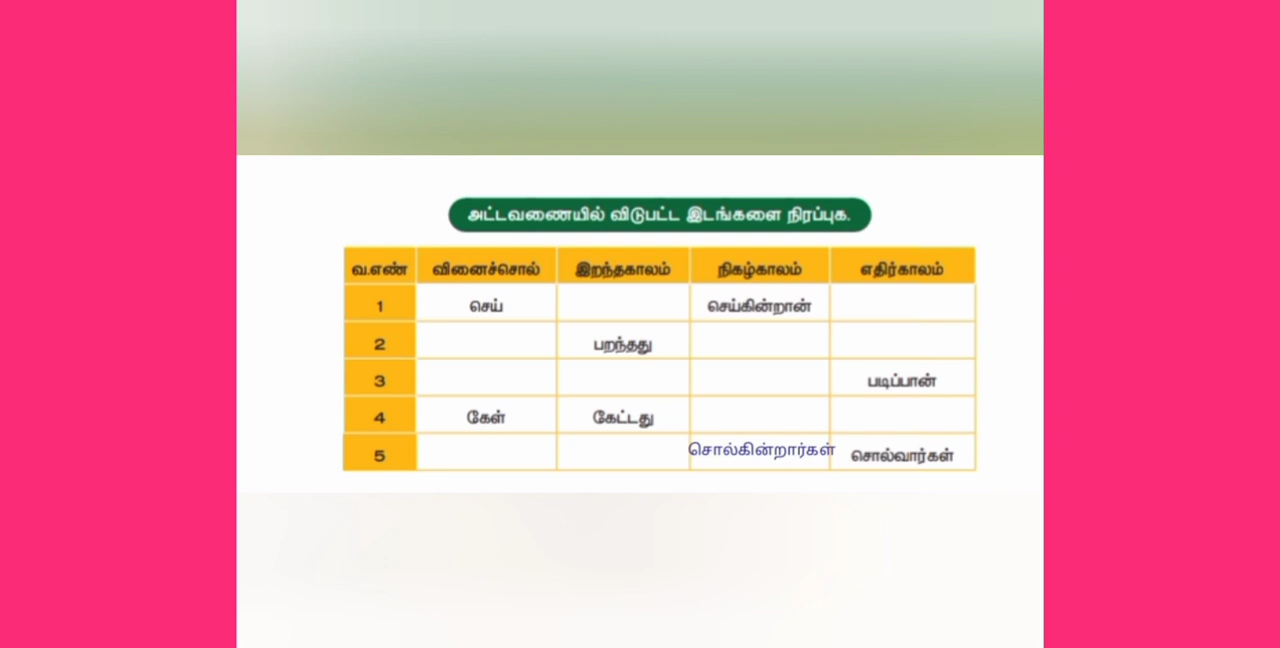 அட்டவணையில் விடுபட்ட இடங்களை நிரப்புக.
வ.எண் வினைச்சொல் இறந்தகாலம் நிகழ்காலம் எதிர்காலம்
1 செய் செய்கின்றான்
2 பறந்தது
3 படிப்பான்
4 கேள் கேட்டது
5 சொல்கின்றார்கள் சொல்வார்கள்